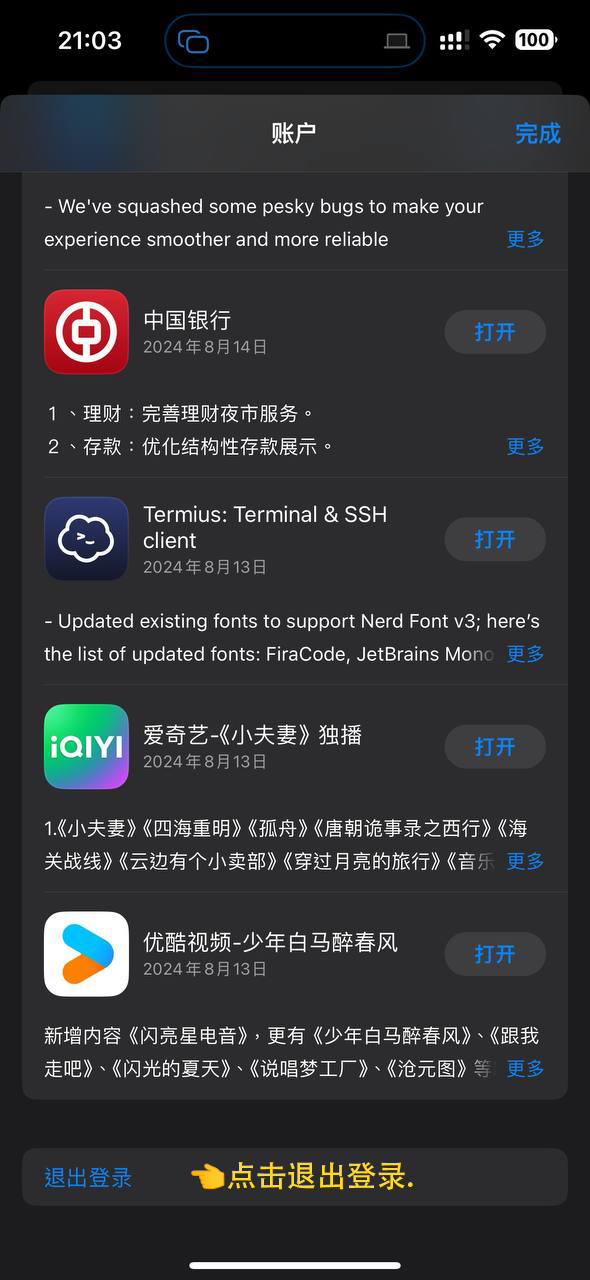 21:03
100
账户
完成
- We've squashed some pesky bugs to make your
experience smoother and more reliable
更多
中国银行
2024年8月14日
打开
1、理财：完善理财夜市服务。
2、存款：优化结构性存款展示。
更多
Termius: Terminal & SSH
client
2024年8月13日
打开
- Updated existing fonts to support Nerd Font v3; here’s
the list of updated fonts: FiraCode, JetBrains Mono
更多
iQIYI
爱奇艺-《小夫妻》独播
2024年8月13日
打开
1.《小夫妻》《四海重明》《孤舟》《唐朝诡事录之西行》《海
关战线》《云边有个小卖部》《穿过月亮的旅行》《音乐
更多
优酷视频-少年白马醉春风
2024年8月13日
打开
新增内容《闪亮星电音》，更有《少年白马醉春风》、《跟我
走吧》、《闪光的夏天》、《说唱梦工厂》、《沧元图》等
更多
退出登录
👈点击退出登录.